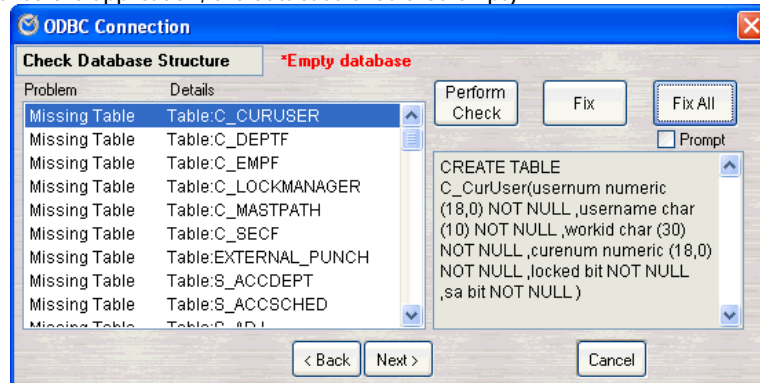 ODBC Connection
Check Database Structure *Empty database
Problem Details
Missing Table Table:C_CURUSER
Missing Table Table:C_DEPTF
Missing Table Table:C_EMPF
Missing Table Table:C_LOCKMANAGER
Missing Table Table:C_MASTPATH
Missing Table Table:C_SECF
Missing Table Table:EXTERNAL_PUNCH
Missing Table Table:S_ACCDEPT
Missing Table Table:S_ACCSCHED
Missing Table
Perform
Check
Fix
Fix All
Prompt
CREATE TABLE
C_CurUser(usernum numeric
(18,0) NOT NULL ,username char
(10) NOT NULL ,workid char (30)
NOT NULL ,curenum numeric (18,0)
NOT NULL ,locked bit NOT NULL
,sa bit NOT NULL )
< Back
Next >
Cancel